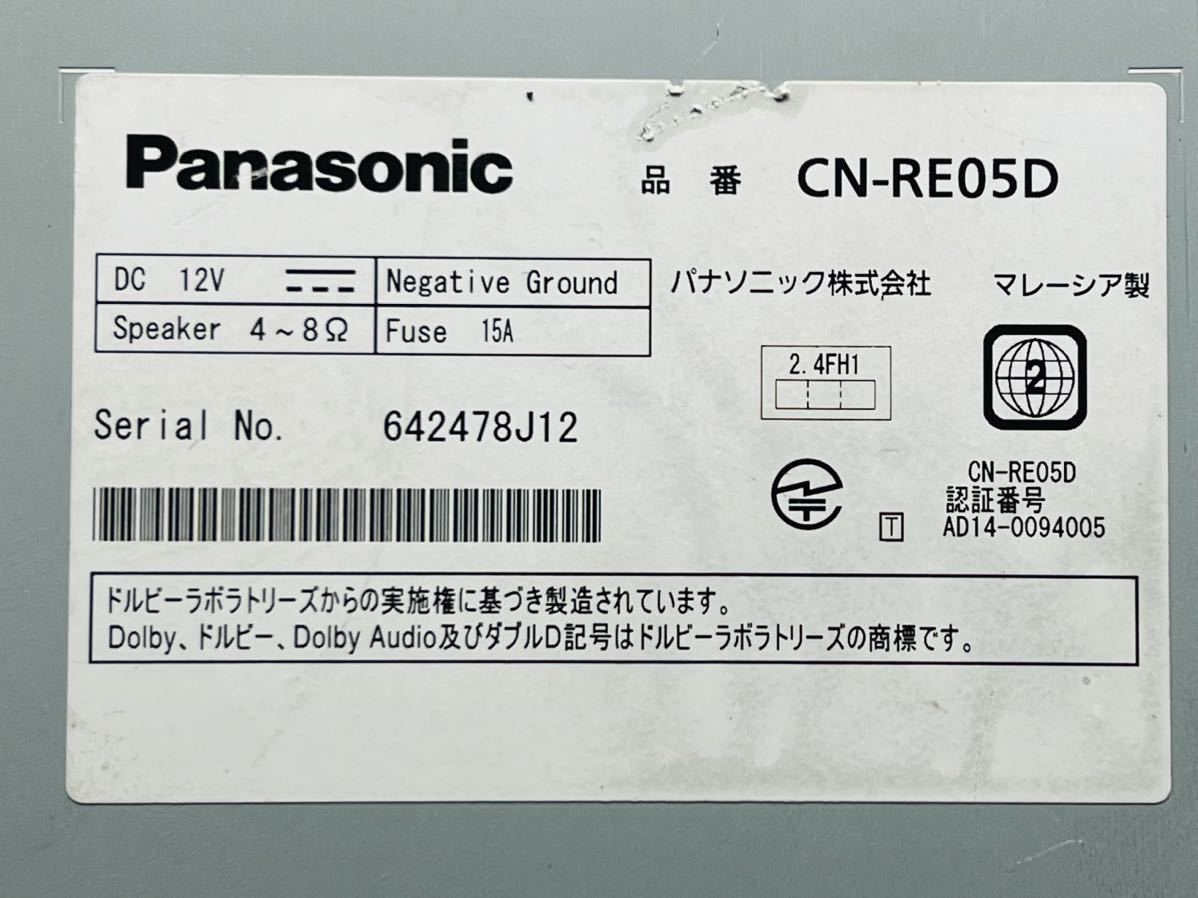 Panasonic
品 番 CN-RE05D
DC 12V Negative Ground
Speaker 4~8Ω Fuse 15A
パナソニック株式会社 マレーシア製
2.4FH1
2
Serial No. 642478J12
CN-RE05D
認証番号
T AD14-0094005
ドルビーラボラトリーズからの実施権に基づき製造されています。
Dolby、ドルビー、Dolby Audio及びダブルD記号はドルビーラボラトリーズの商標です。